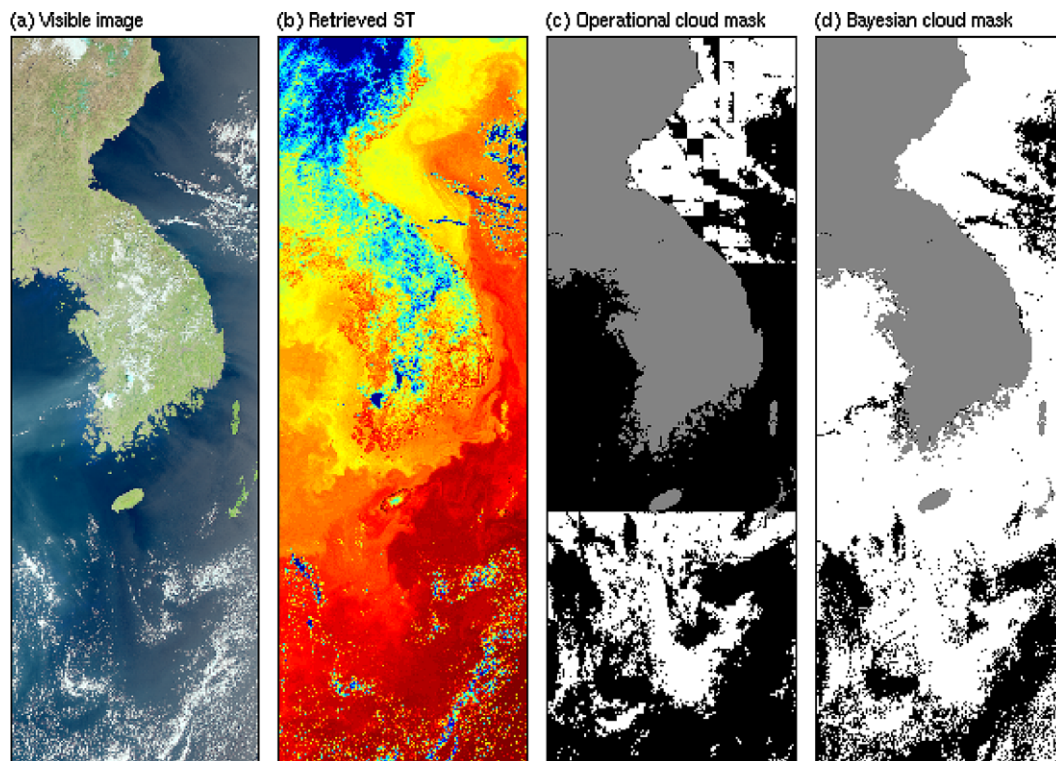 (a) Visible image
(b) Retrieved ST
(c) Operational cloud mask
(d) Bayesian cloud mask